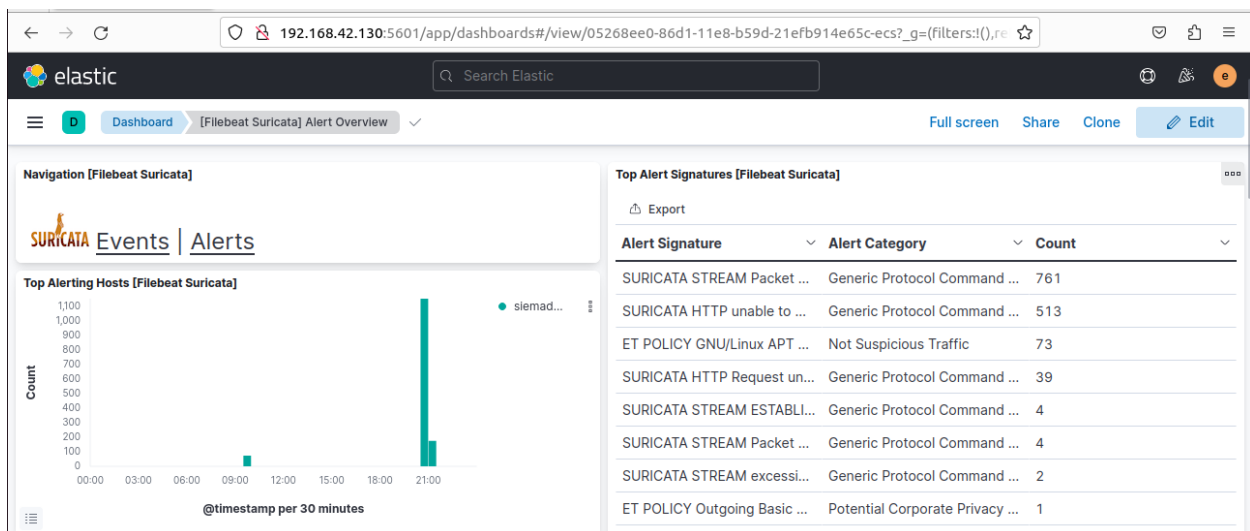 192.168.42.130:5601/app/dashboards#/view/05268ee0-86d1-11e8-b59d-21efb914e65c-ecs?_g=(filters:!(),re
elastic
Search Elastic
e
D
Dashboard
[Filebeat Suricata] Alert Overview
Full screen
Share
Clone
Edit
Navigation [Filebeat Suricata]
SURICATA
Events | Alerts
Top Alerting Hosts [Filebeat Suricata]
1,100
1,000
900
800
700
600
500
400
300
200
100
0
Count
00:00 03:00 06:00 09:00 12:00 15:00 18:00 21:00
@timestamp per 30 minutes
siemad...
Top Alert Signatures [Filebeat Suricata]
Export
Alert Signature Alert Category Count
SURICATA STREAM Packet ... Generic Protocol Command ... 761
SURICATA HTTP unable to ... Generic Protocol Command ... 513
ET POLICY GNU/Linux APT ... Not Suspicious Traffic 73
SURICATA HTTP Request un... Generic Protocol Command ... 39
SURICATA STREAM ESTABLI... Generic Protocol Command ... 4
SURICATA STREAM Packet ... Generic Protocol Command ... 4
SURICATA STREAM excessi... Generic Protocol Command ... 2
ET POLICY Outgoing Basic ... Potential Corporate Privacy ... 1